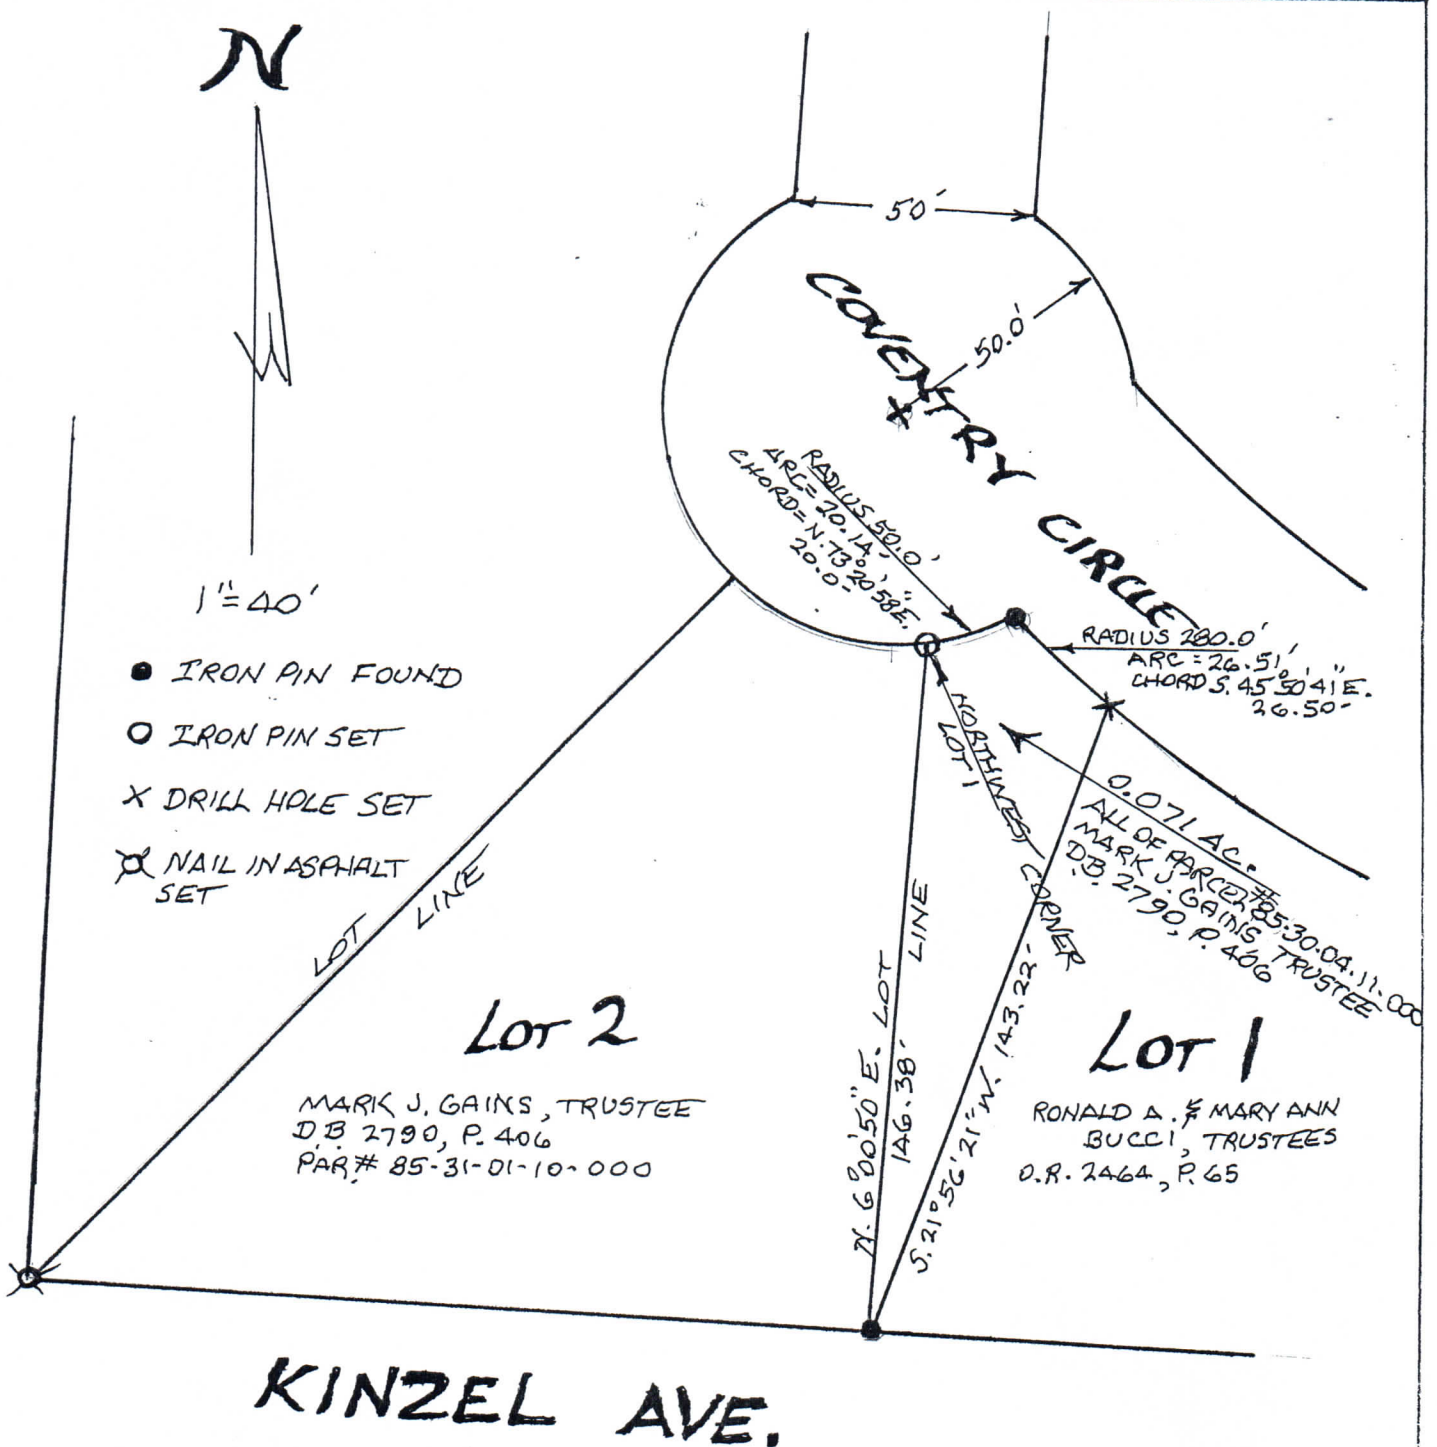 N
50'
50.0'
COVENTRY CIRCLE
RADIUS 50.0'
ARC = 20.14'
CHORD = N. 73° 20' 58" E.
20.0-
1" = 40'
● IRON PIN FOUND
O IRON PIN SET
X DRILL HOLE SET
NAIL IN ASPHALT
SET
RADIUS 280.0'
ARC = 26.51'
CHORD S. 45° 50' 41" E.
26.50-
NORTHWEST CORNER
LOT 1
0.071 AC.
ALL OF PARCEL # 85-30-04-11-000
MARK J. GAINS, TRUSTEE
D.B. 2790, P. 406
LOT LINE
N. 6° 00' 50" E. LOT LINE
146.38'
S. 21° 56' 21" W. 143.22-
LOT 2
MARK J. GAINS, TRUSTEE
D.B. 2790, P. 406
PAR.# 85-31-01-10-000
LOT 1
RONALD A. & MARY ANN
BUCCI, TRUSTEES
O.R. 2464, P. 65
KINZEL AVE.